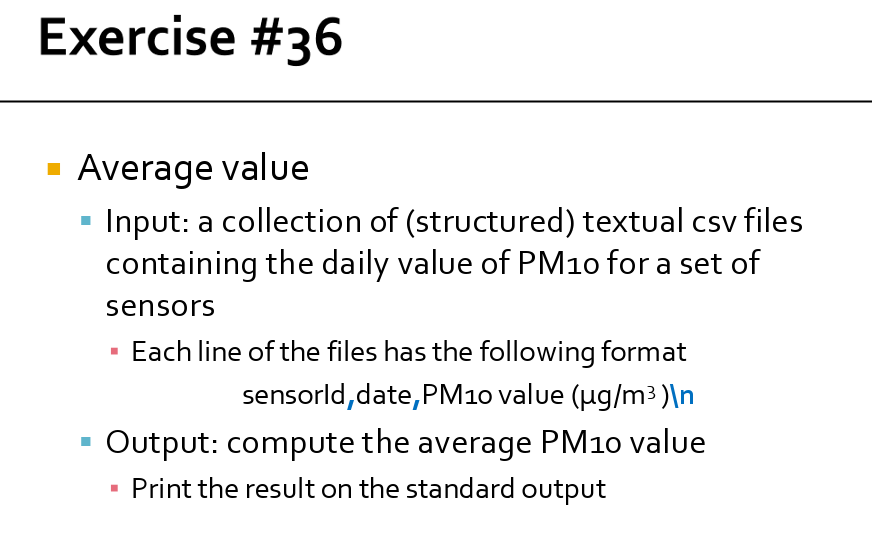 Exercise #36
Average value
Input: a collection of (structured) textual csv files
containing the daily value of PM10 for a set of
sensors
Each line of the files has the following format
sensorId,date,PM10 value (μg/m³ )\n
Output: compute the average PM10 value
Print the result on the standard output